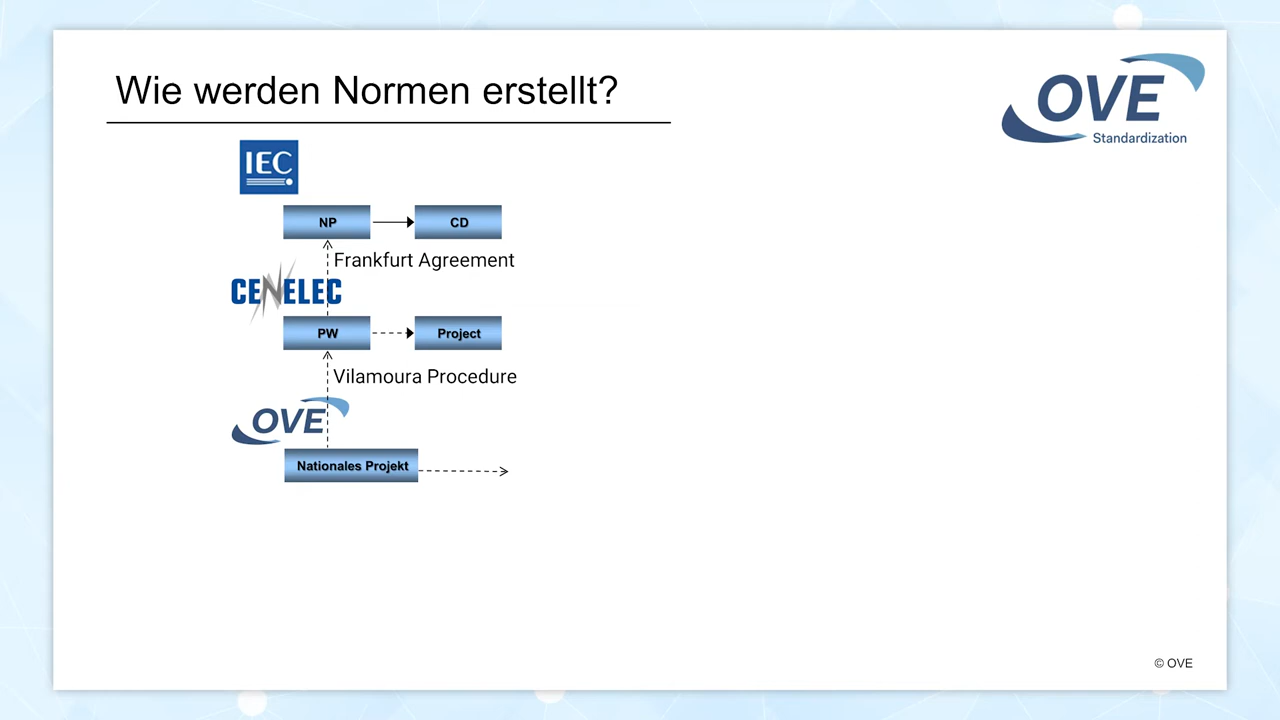 Wie werden Normen erstellt?
OVE
Standardization
IEC
NP
CD
Frankfurt Agreement
CENELEC
PW
Project
Vilamoura Procedure
OVE
Nationales Projekt
© OVE